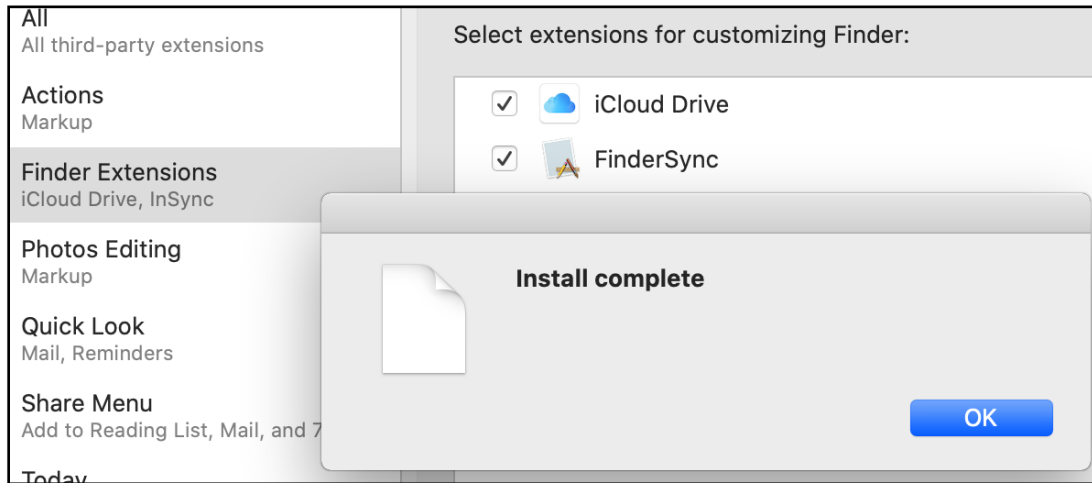 All
All third-party extensions
Actions
Markup
Finder Extensions
iCloud Drive, InSync
Photos Editing
Markup
Quick Look
Mail, Reminders
Share Menu
Add to Reading List, Mail, and 7
Today
Select extensions for customizing Finder:
iCloud Drive
FinderSync
Install complete
OK